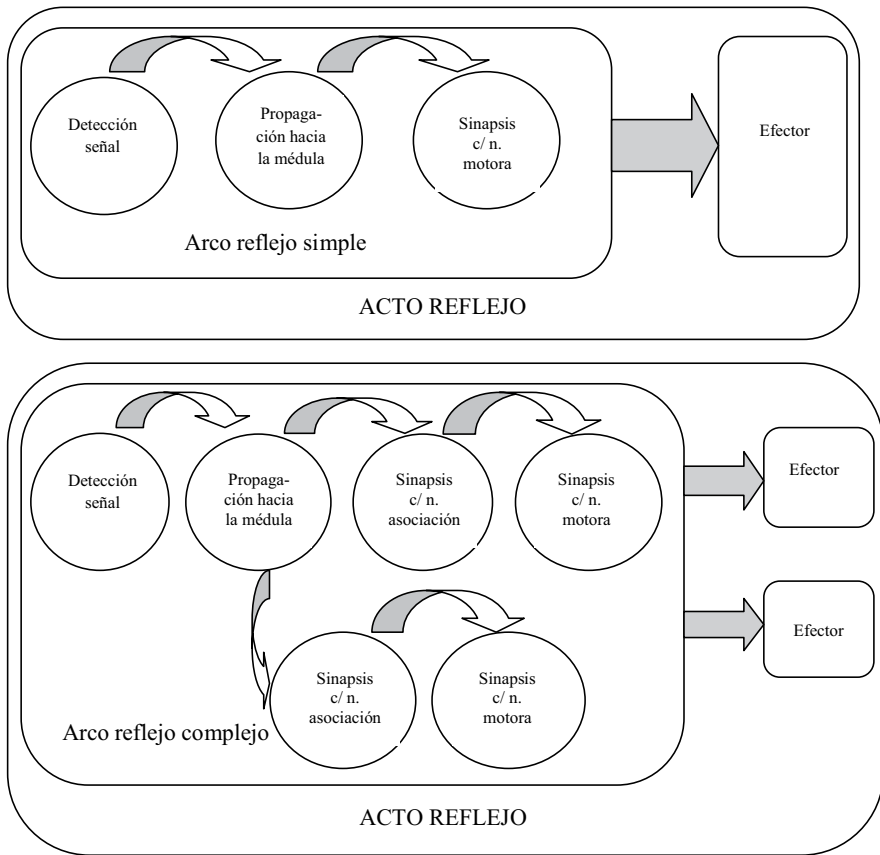 Detección
señal
Propaga-
ción hacia
la médula
Sinapsis
c/ n.
motora
Efector
Arco reflejo simple
ACTO REFLEJO
Detección
señal
Propaga-
ción hacia
la médula
Sinapsis
c/ n.
asociación
Sinapsis
c/ n.
motora
Efector
Sinapsis
c/ n.
asociación
Sinapsis
c/ n.
motora
Efector
Arco reflejo complejo
ACTO REFLEJO